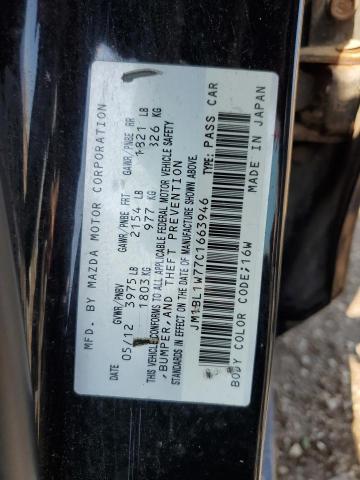 MFD. BY MAZDA MOTOR CORPORATION
DATE GVWR/PNBV GAWR/PNBE FRT GAWR/PNBE RR
05/12 3975 LB 2154 LB 1821 LB
1803 KG 977 KG 826 KG
THIS VEHICLE CONFORMS TO ALL APPLICABLE FEDERAL MOTOR VEHICLE SAFETY
, BUMPER, AND THEFT PREVENTION
STANDARDS IN EFFECT ON THE DATE OF MANUFACTURE SHOWN ABOVE.
JM1BL1W77C1663946 TYPE: PASS CAR
BODY COLOR CODE;16W MADE IN JAPAN